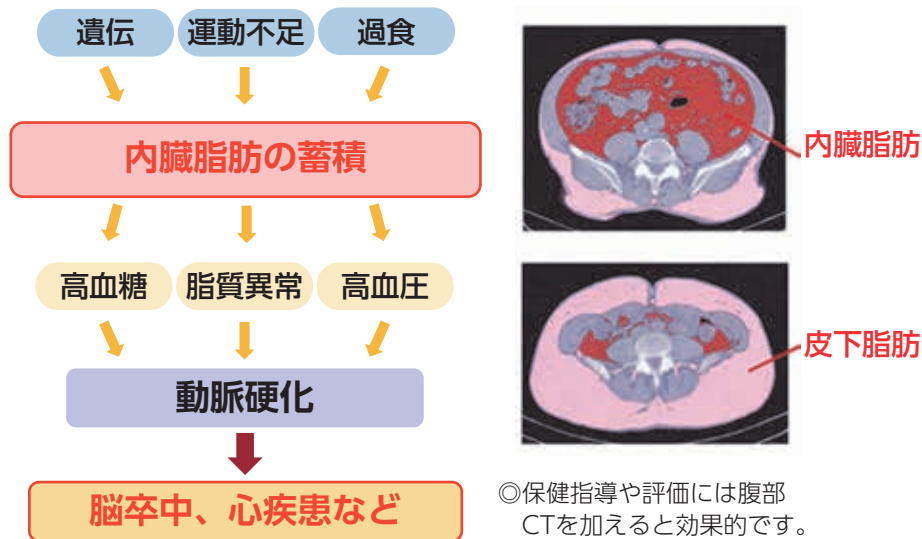 遺伝
運動不足
過食
内臓脂肪の蓄積
高血糖
脂質異常
高血圧
動脈硬化
脳卒中、心疾患など
内臓脂肪
皮下脂肪
◎保健指導や評価には腹部
CTを加えると効果的です。